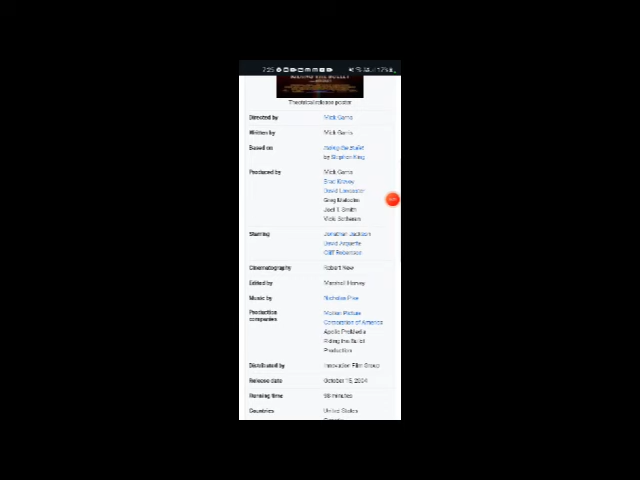 7:25
Theatrical release poster
Directed by Mick Garris
Written by Mick Garris
Based on Riding the Bullet
by Stephen King
Produced by Mick Garris
Brad Krevoy
David Lancaster
Greg Malcolm
Joel T. Smith
Vicki Sotheran
Starring Jonathan Jackson
David Arquette
Cliff Robertson
Cinematography Robert New
Edited by Marshall Harvey
Music by Nicholas Pike
Production
companies
Motion Picture
Corporation of America
Apollo ProMedia
Riding the Bullet
Production
Distributed by Innovation Film Group
Release date October 15, 2004
Running time 98 minutes
Countries United States